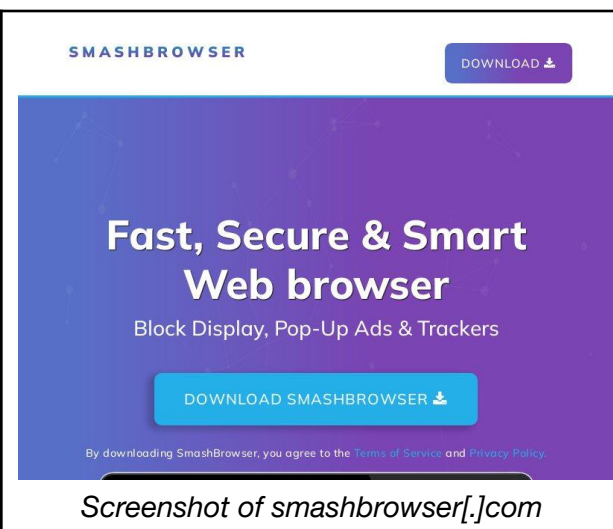 SMASHBROWSER
DOWNLOAD
Fast, Secure & Smart
Web browser
Block Display, Pop-Up Ads & Trackers
DOWNLOAD SMASHBROWSER
By downloading SmashBrowser, you agree to the Terms of Service and Privacy Policy.
Screenshot of smashbrowser[.]com